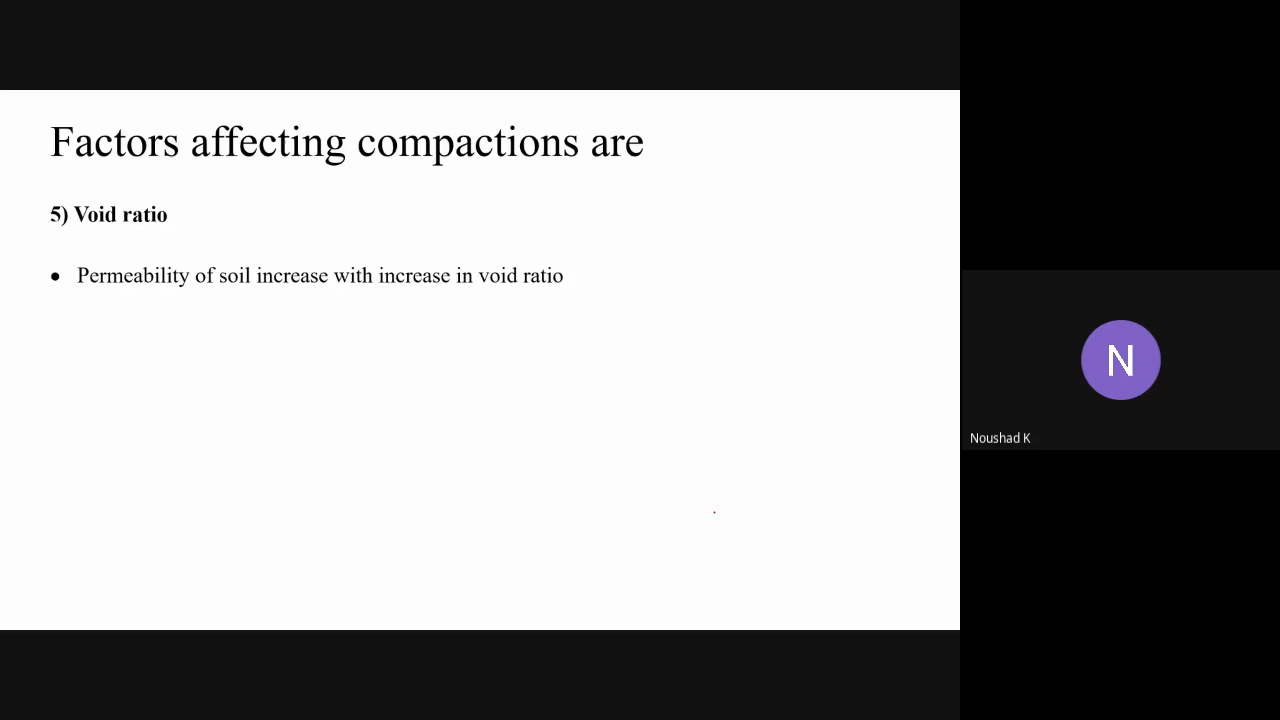 Factors affecting compactions are
5) Void ratio
● Permeability of soil increase with increase in void ratio
N
Noushad K